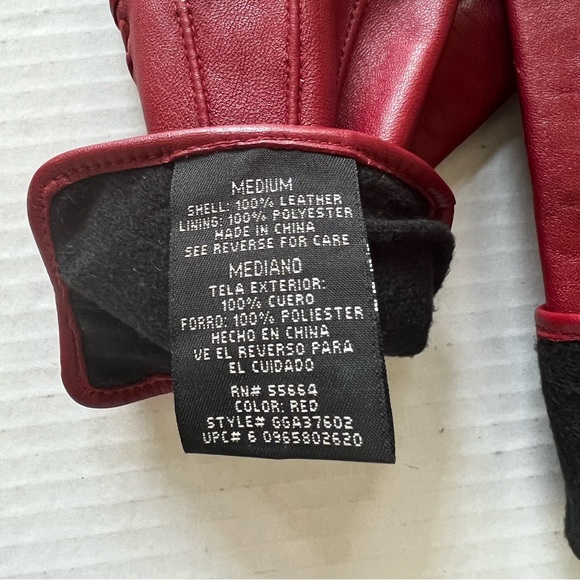 MEDIUM
SHELL: 100% LEATHER
LINING: 100% POLYESTER
MADE IN CHINA
SEE REVERSE FOR CARE
MEDIANO
TELA EXTERIOR:
100% CUERO
FORRO: 100% POLIESTER
HECHO EN CHINA
VE EL REVERSO PARA
EL CUIDADO
RN# 55664
COLOR: RED
STYLE# GGA37602
UPC# 6 0965802620